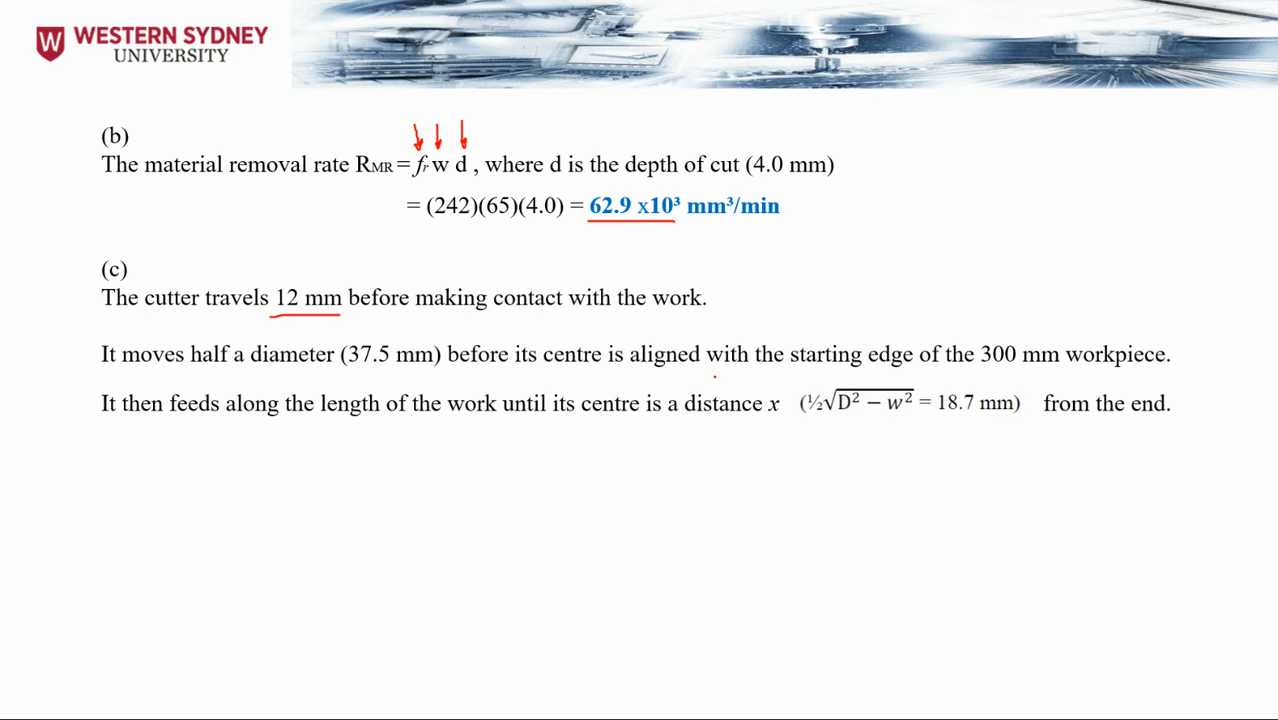 WESTERN SYDNEY
UNIVERSITY
(b)
The material removal rate RMR = fr w d , where d is the depth of cut (4.0 mm)
= (242)(65)(4.0) = 62.9 x10³ mm³/min
(c)
The cutter travels 12 mm before making contact with the work.
It moves half a diameter (37.5 mm) before its centre is aligned with the starting edge of the 300 mm workpiece.
It then feeds along the length of the work until its centre is a distance x (½√D² − w² = 18.7 mm) from the end.